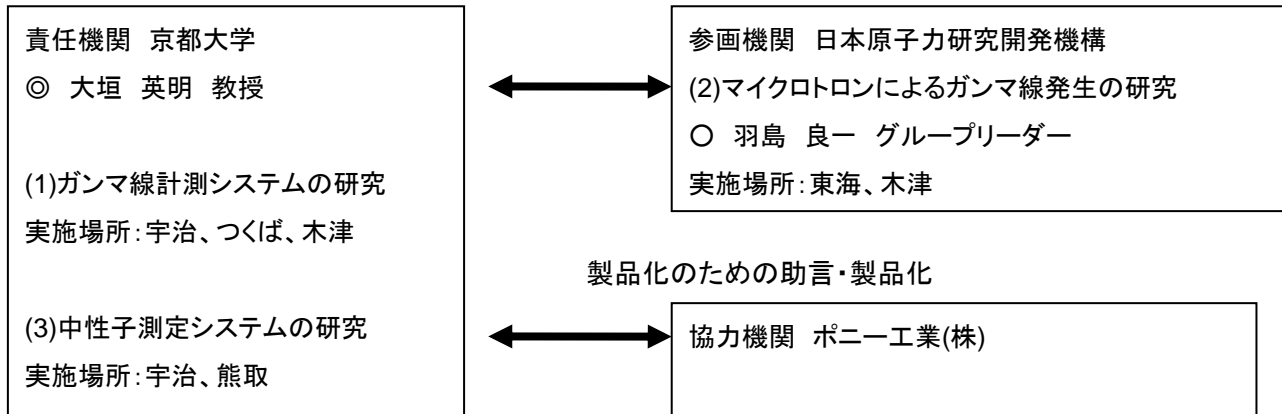 責任機関 京都大学
◎ 大垣 英明 教授
(1)ガンマ線計測システムの研究
実施場所:宇治、つくば、木津
(3)中性子測定システムの研究
実施場所:宇治、熊取
参画機関 日本原子力研究開発機構
(2)マイクロトロンによるガンマ線発生の研究
○ 羽島 良一 グループリーダー
実施場所:東海、木津
製品化のための助言・製品化
協力機関 ポニー工業(株)